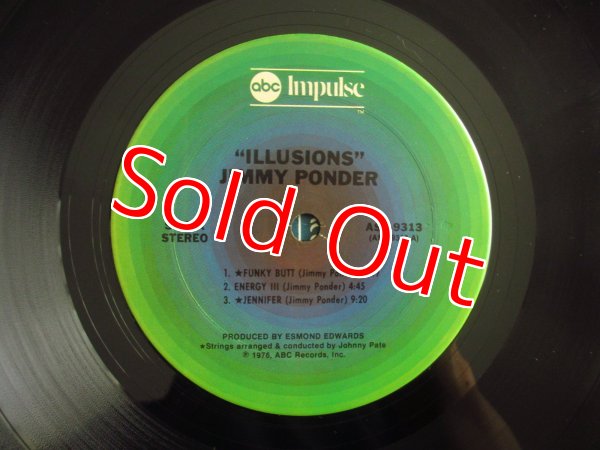 abc Impulse
TM
"ILLUSIONS"
JIMMY PONDER
STEREO
9313
Sold Out
1. ★FUNKY BUTT (Jimmy
2. ENERGY III (Jimmy Ponder) 4:45
3. ★JENNIFER (Jimmy Ponder) 9:20
PRODUCED BY ESMOND EDWARDS
★Strings arranged & conducted by Johnny Pate
℗ 1976, ABC Records, Inc.